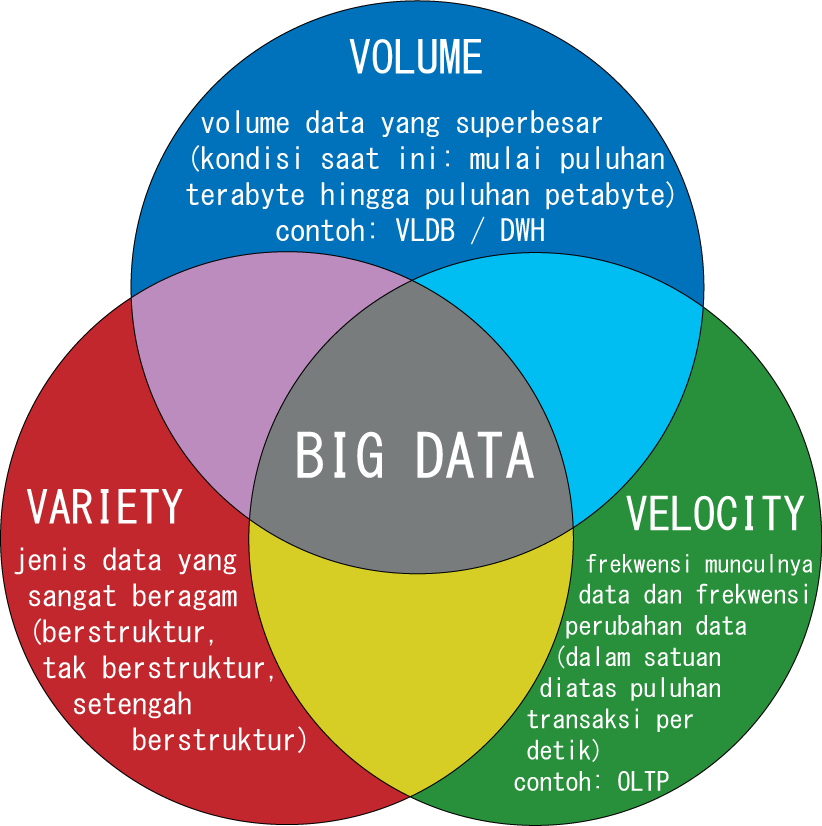 VOLUME
volume data yang superbesar
(kondisi saat ini: mulai puluhan
terabyte hingga puluhan petabyte)
contoh: VLDB / DWH
BIG DATA
VARIETY
jenis data yang
sangat beragam
(berstruktur,
tak berstruktur,
setengah
berstruktur)
VELOCITY
frekwensi munculnya
data dan frekwensi
perubahan data
(dalam satuan
diatas puluhan
transaksi per
detik)
contoh: OLTP